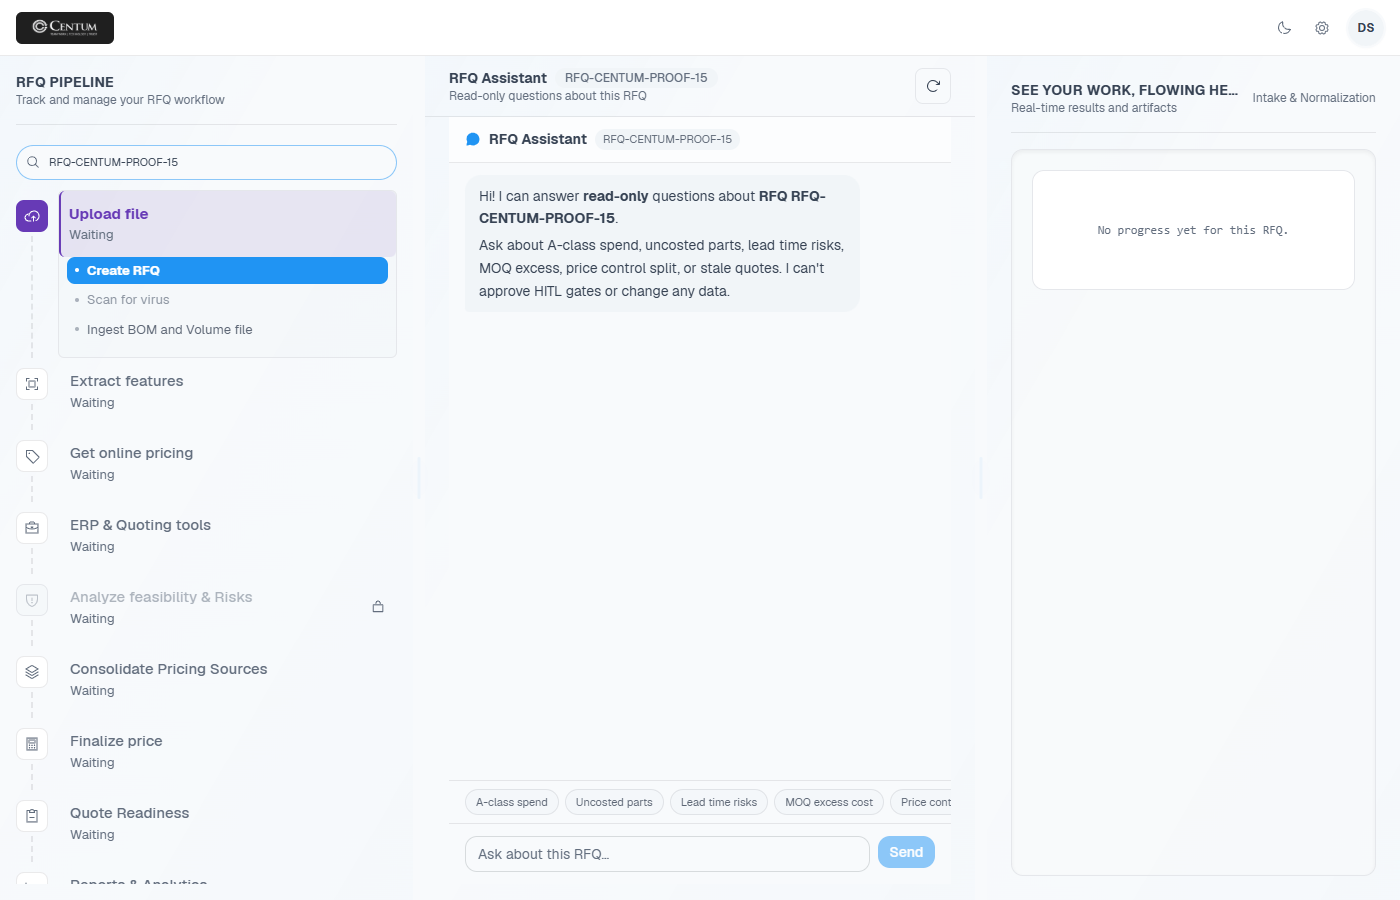 CENTUM
DS
RFQ PIPELINE
Track and manage your RFQ workflow
RFQ-CENTUM-PROOF-15
Upload file
Waiting
Create RFQ
Scan for virus
Ingest BOM and Volume file
Extract features
Waiting
Get online pricing
Waiting
ERP & Quoting tools
Waiting
Analyze feasibility & Risks
Waiting
Consolidate Pricing Sources
Waiting
Finalize price
Waiting
Quote Readiness
Waiting
Reports & Analytics
RFQ Assistant RFQ-CENTUM-PROOF-15
Read-only questions about this RFQ
RFQ Assistant RFQ-CENTUM-PROOF-15
Hi! I can answer read-only questions about RFQ RFQ-
CENTUM-PROOF-15.
Ask about A-class spend, uncosted parts, lead time risks,
MOQ excess, price control split, or stale quotes. I can't
approve HITL gates or change any data.
A-class spend Uncosted parts Lead time risks MOQ excess cost Price cont
Ask about this RFQ...
Send
SEE YOUR WORK, FLOWING HE...
Real-time results and artifacts
Intake & Normalization
No progress yet for this RFQ.